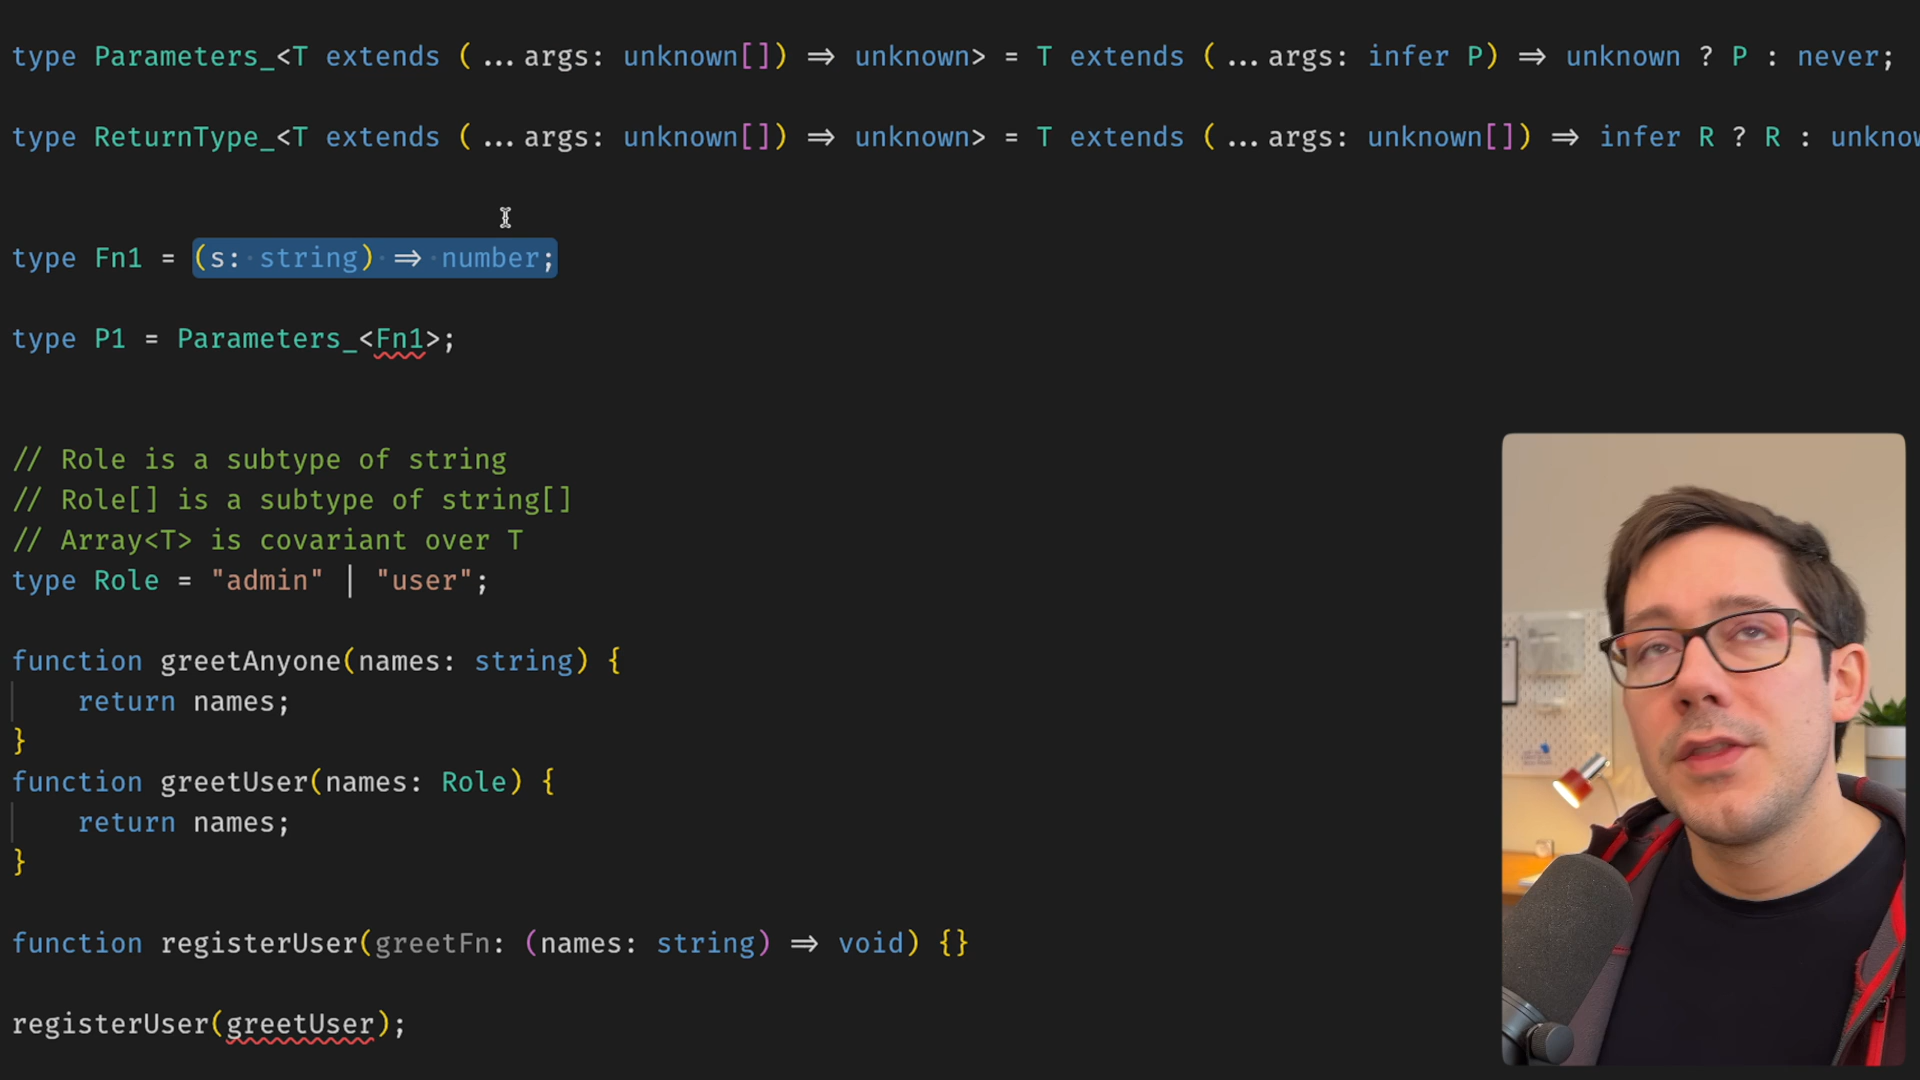 type Parameters_<T extends (...args: unknown[]) => unknown> = T extends (...args: infer P) => unknown ? P : never;
type ReturnType_<T extends (...args: unknown[]) => unknown> = T extends (...args: unknown[]) => infer R ? R : unknow
type Fn1 = (s: string) => number;
type P1 = Parameters_<Fn1>;
// Role is a subtype of string
// Role[] is a subtype of string[]
// Array<T> is covariant over T
type Role = "admin" | "user";
function greetAnyone(names: string) {
return names;
}
function greetUser(names: Role) {
return names;
}
function registerUser(greetFn: (names: string) => void) {}
registerUser(greetUser);